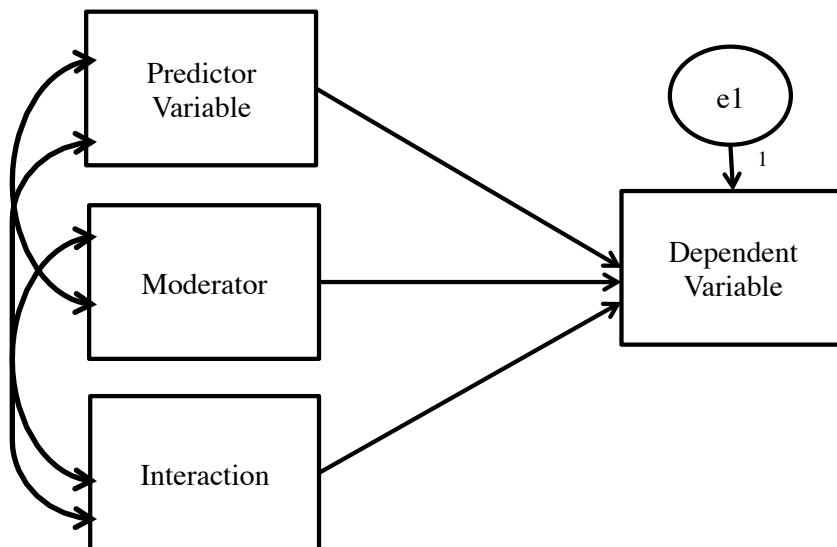 Predictor
Variable
e1
1
Moderator
Dependent
Variable
Interaction